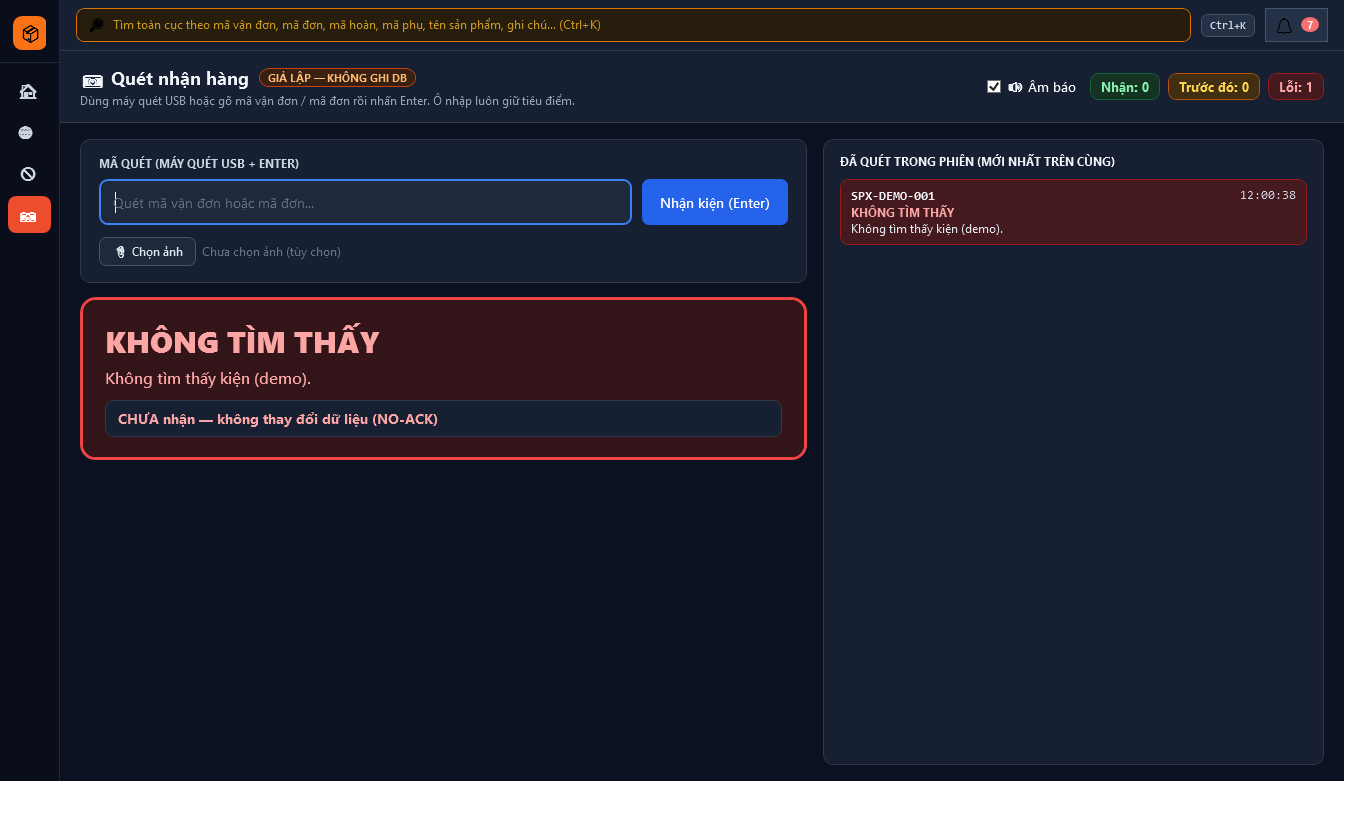 Tìm toàn cục theo mã vận đơn, mã đơn, mã hoàn, mã phụ, tên sản phẩm, ghi chú... (Ctrl+K)
Ctrl+K
7
Quét nhận hàng
GIẢ LẬP — KHÔNG GHI DB
Dùng máy quét USB hoặc gõ mã vận đơn / mã đơn rồi nhấn Enter. Ô nhập luôn giữ tiêu điểm.
Âm báo
Nhận: 0
Trước đó: 0
Lỗi: 1
MÃ QUÉT (MÁY QUÉT USB + ENTER)
Quét mã vận đơn hoặc mã đơn...
Nhận kiện (Enter)
Chọn ảnh
Chưa chọn ảnh (tùy chọn)
KHÔNG TÌM THẤY
Không tìm thấy kiện (demo).
CHƯA nhận — không thay đổi dữ liệu (NO-ACK)
ĐÃ QUÉT TRONG PHIÊN (MỚI NHẤT TRÊN CÙNG)
SPX-DEMO-001
12:00:38
KHÔNG TÌM THẤY
Không tìm thấy kiện (demo).